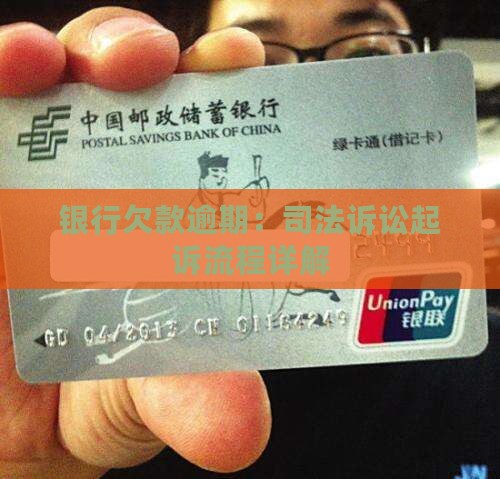 中国邮政储蓄银行
POSTAL SAVINGS BANK OF CHINA
绿卡通(借记卡)
银行欠款逾期：司法诉讼起
诉流程详解
UnionPay
银联